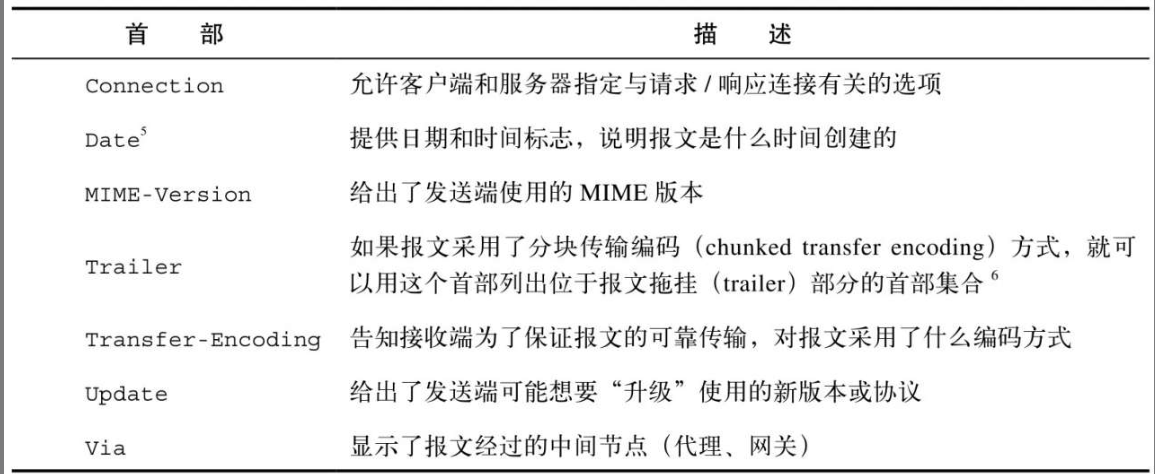 首 部 描 述
Connection 允许客户端和服务器指定与请求 / 响应连接有关的选项
Date5 提供日期和时间标志，说明报文是什么时间创建的
MIME-Version 给出了发送端使用的 MIME 版本
Trailer 如果报文采用了分块传输编码（chunked transfer encoding）方式，就可
以用这个首部列出位于报文拖挂（trailer）部分的首部集合 6
Transfer-Encoding 告知接收端为了保证报文的可靠传输，对报文采用了什么编码方式
Update 给出了发送端可能想要“升级”使用的新版本或协议
Via 显示了报文经过的中间节点（代理、网关）